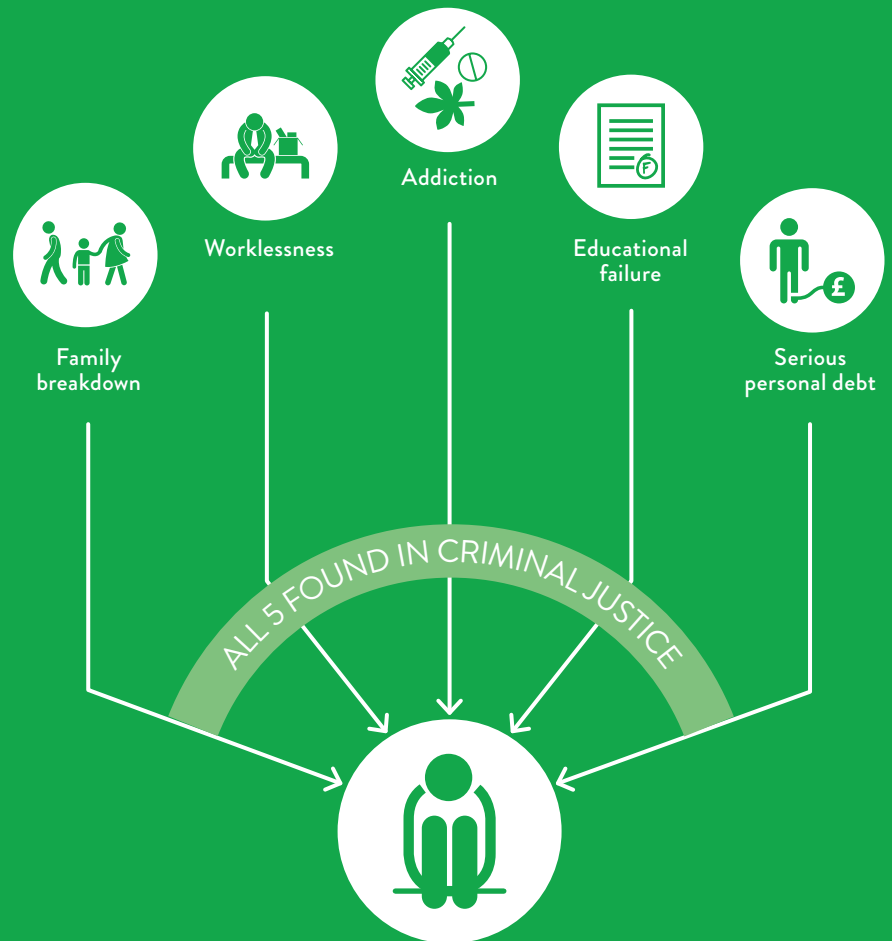 Addiction
Worklessness
Educational
failure
Family
breakdown
Serious
personal debt
F
£
ALL 5 FOUND IN CRIMINAL JUSTICE